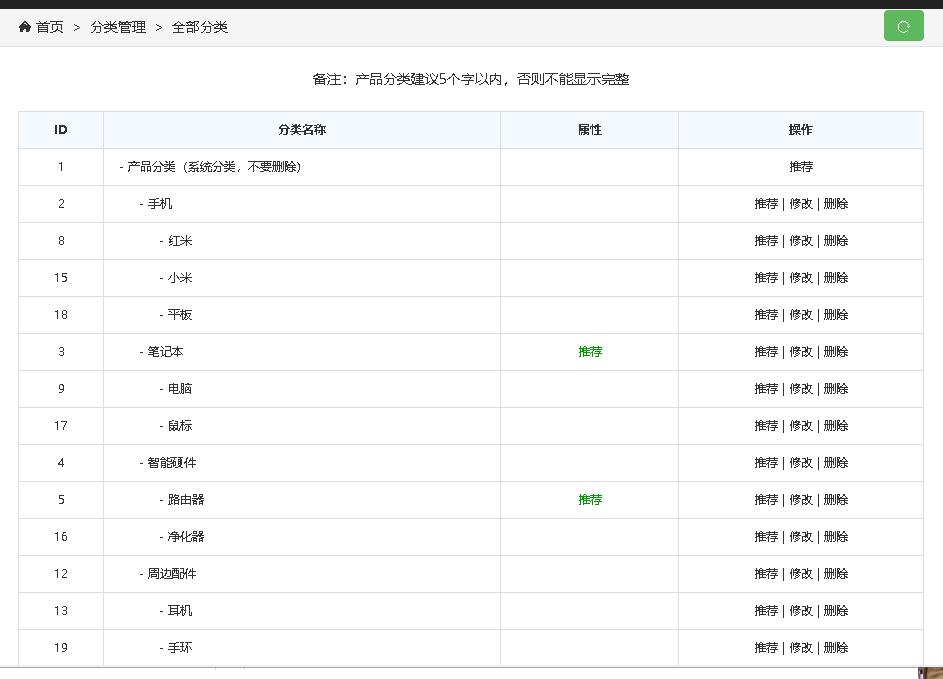 首页 > 分类管理 > 全部分类
备注：产品分类建议5个字以内，否则不能显示完整
ID 分类名称 属性 操作
1 - 产品分类（系统分类，不要删除） 推荐
2 - 手机 推荐 | 修改 | 删除
8 - 红米 推荐 | 修改 | 删除
15 - 小米 推荐 | 修改 | 删除
18 - 平板 推荐 | 修改 | 删除
3 - 笔记本 推荐 推荐 | 修改 | 删除
9 - 电脑 推荐 | 修改 | 删除
17 - 鼠标 推荐 | 修改 | 删除
4 - 智能硬件 推荐 | 修改 | 删除
5 - 路由器 推荐 推荐 | 修改 | 删除
16 - 净化器 推荐 | 修改 | 删除
12 - 周边配件 推荐 | 修改 | 删除
13 - 耳机 推荐 | 修改 | 删除
19 - 手环 推荐 | 修改 | 删除